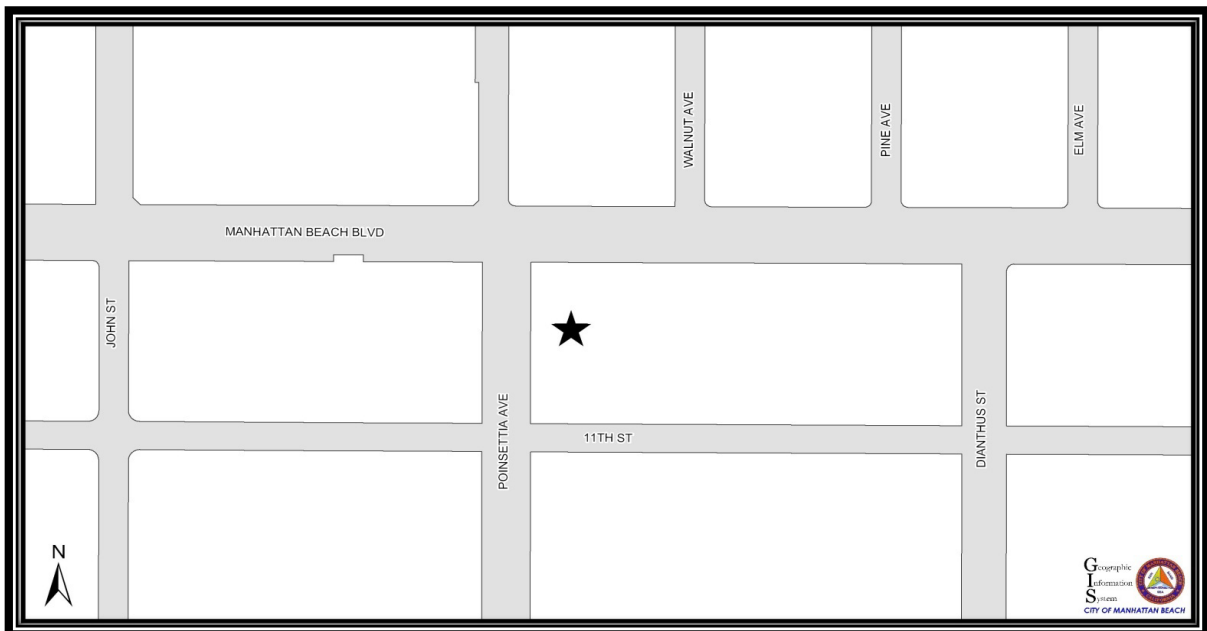 WALNUT AVE
PINE AVE
ELM AVE
MANHATTAN BEACH BLVD
JOHN ST
POINSETTIA AVE
11TH ST
DIANTHUS ST
N
Geographic
Information
System
CITY OF MANHATTAN BEACH